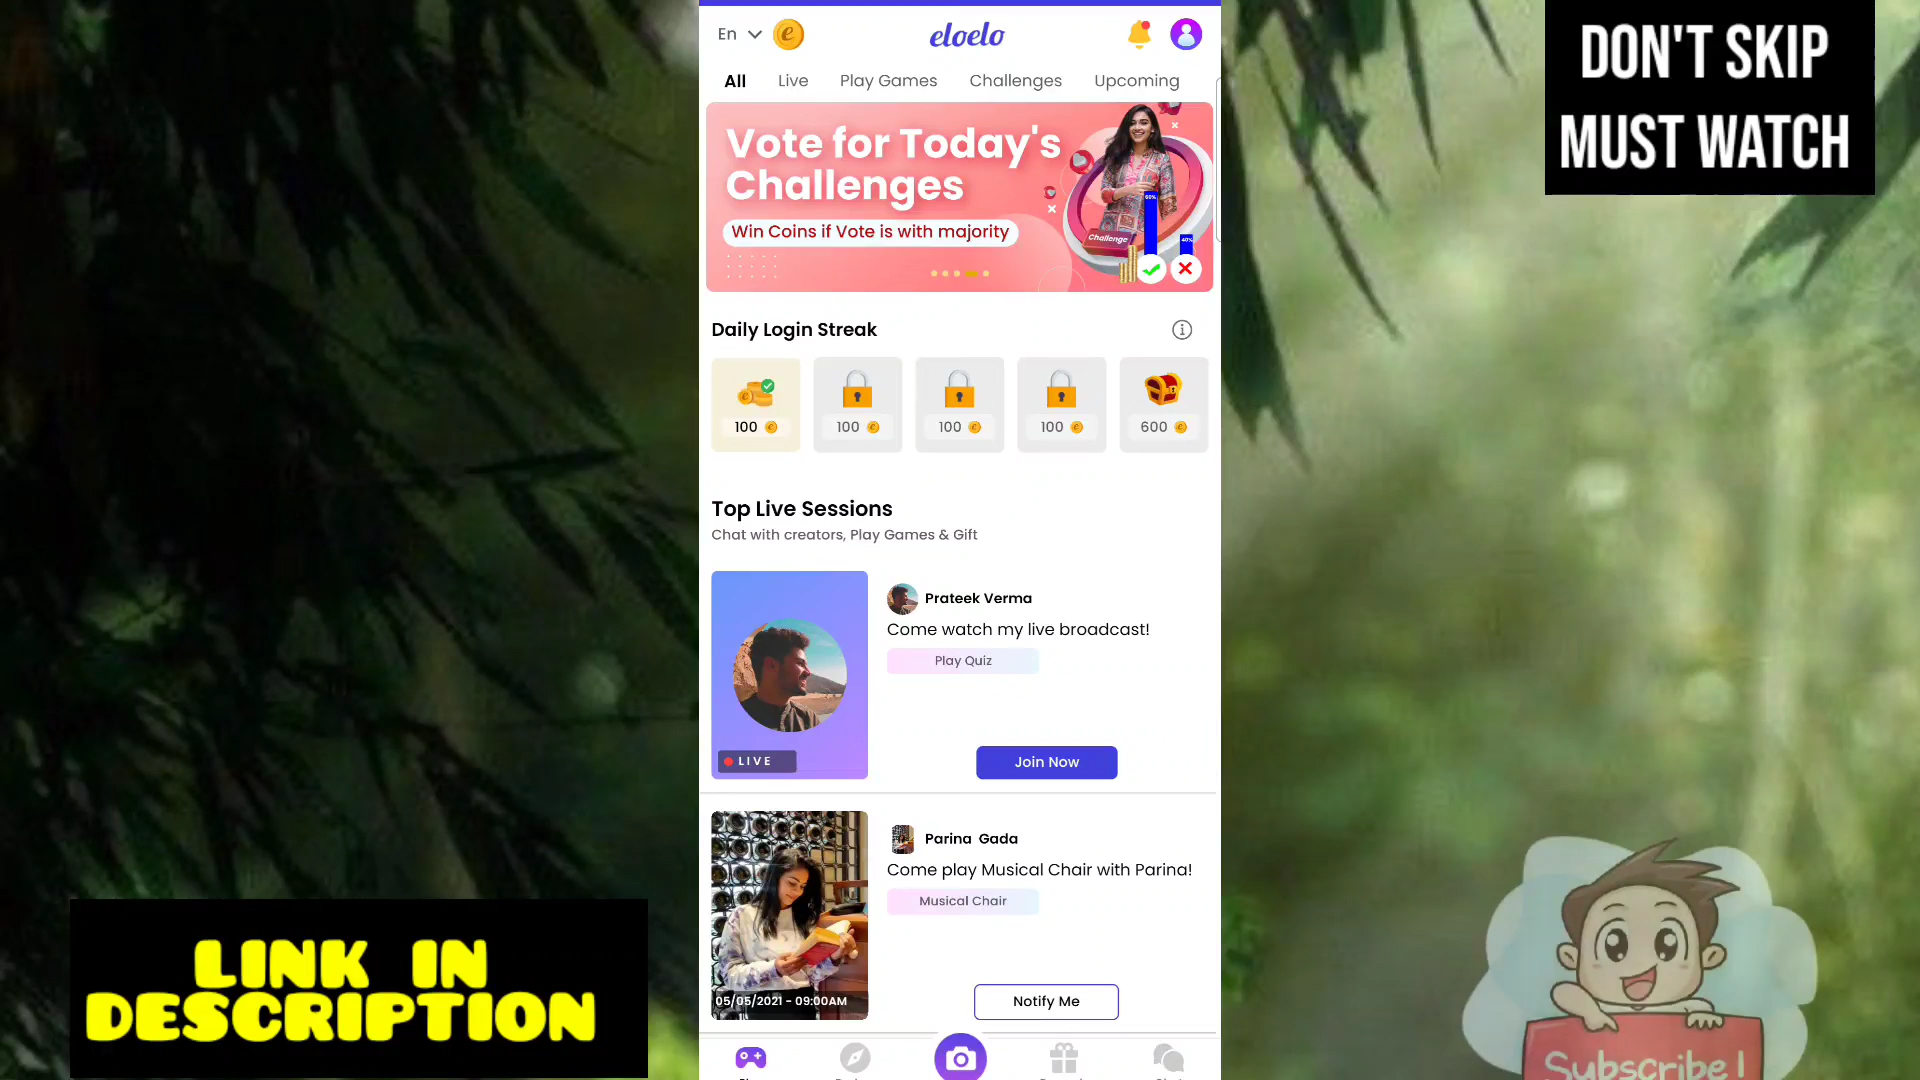 En
eloelo
All Live Play Games Challenges Upcoming
Vote for Today's
Challenges
Win Coins if Vote is with majority
Challenge
60%
40%
Daily Login Streak
100 100 100 100 600
Top Live Sessions
Chat with creators, Play Games & Gift
Prateek Verma
Come watch my live broadcast!
Play Quiz
LIVE
Join Now
Parina Gada
Come play Musical Chair with Parina!
Musical Chair
05/05/2021 - 09:00AM
Notify Me
DON'T SKIP
MUST WATCH
LINK IN
DESCRIPTION
Subscribe!